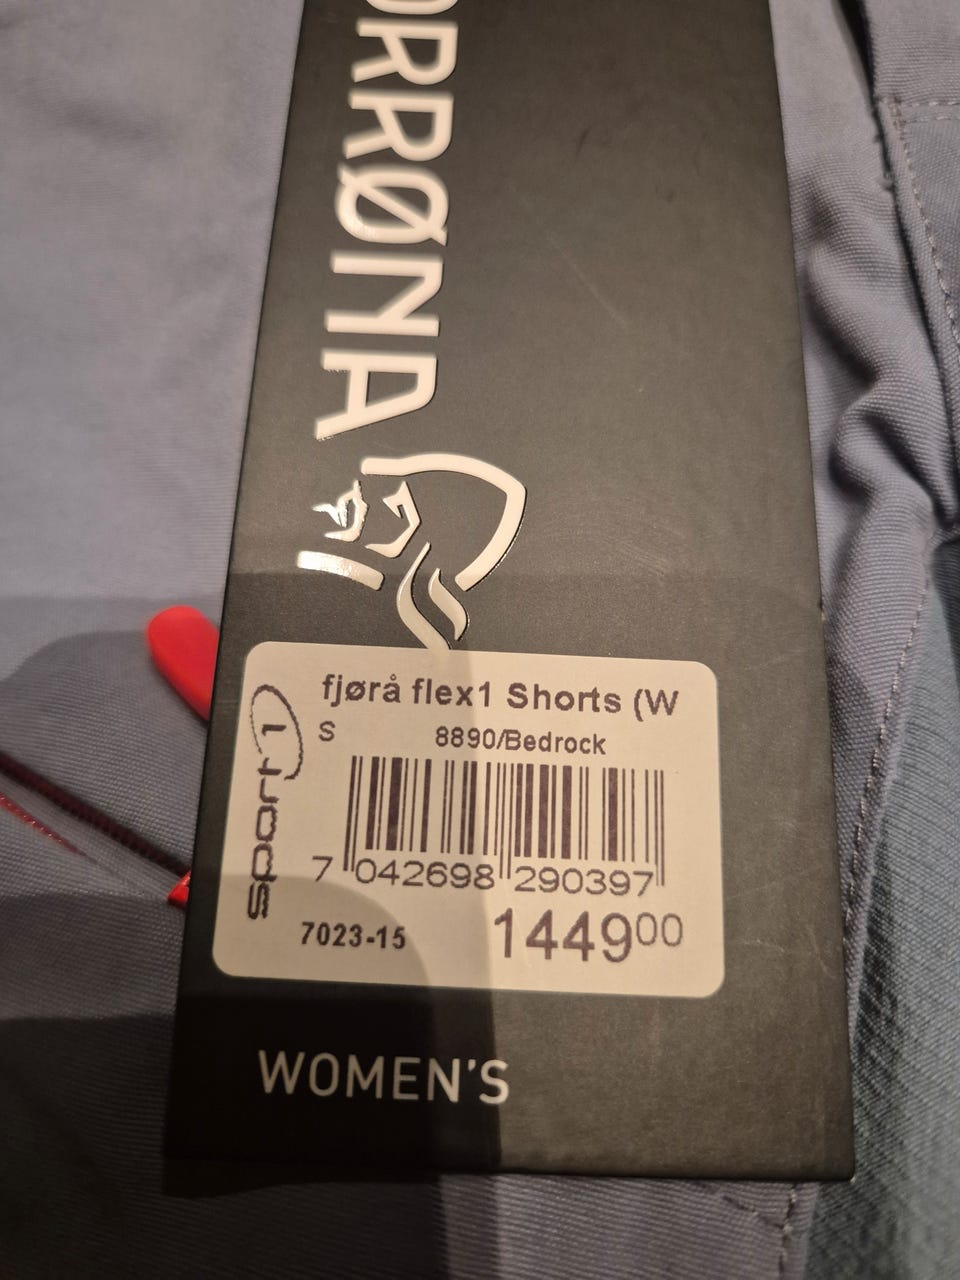 ORRØNA
fjørå flex1 Shorts (W
S 8890/Bedrock
sport 1
7 042698 290397
7023-15 144900
WOMEN'S